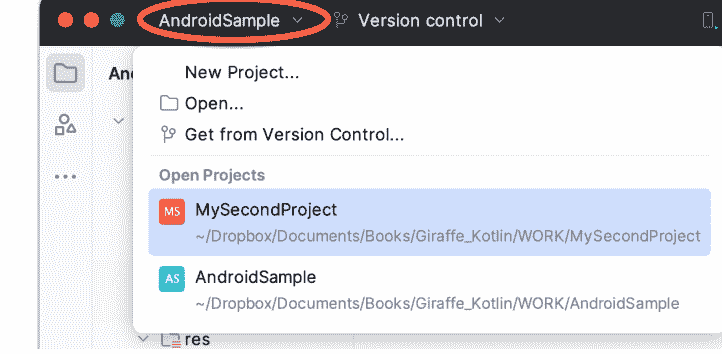 AndroidSample Version control
An
New Project...
Open...
Get from Version Control...
Open Projects
MS MySecondProject
~/Dropbox/Documents/Books/Giraffe_Kotlin/WORK/MySecondProject
AS AndroidSample
~/Dropbox/Documents/Books/Giraffe_Kotlin/WORK/AndroidSample
res